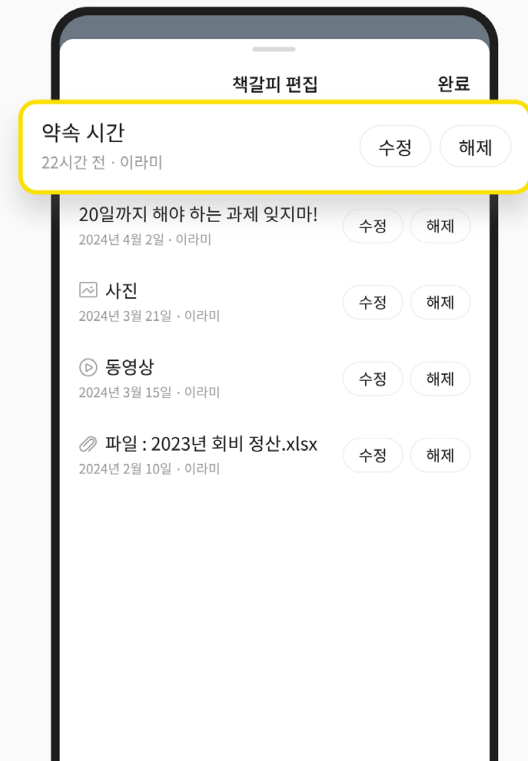 책갈피 편집 완료
약속 시간 수정 해제
22시간 전 · 이라미
20일까지 해야 하는 과제 잊지마! 수정 해제
2024년 4월 2일 · 이라미
사진 수정 해제
2024년 3월 21일 · 이라미
동영상 수정 해제
2024년 3월 15일 · 이라미
파일 : 2023년 회비 정산.xlsx 수정 해제
2024년 2월 10일 · 이라미